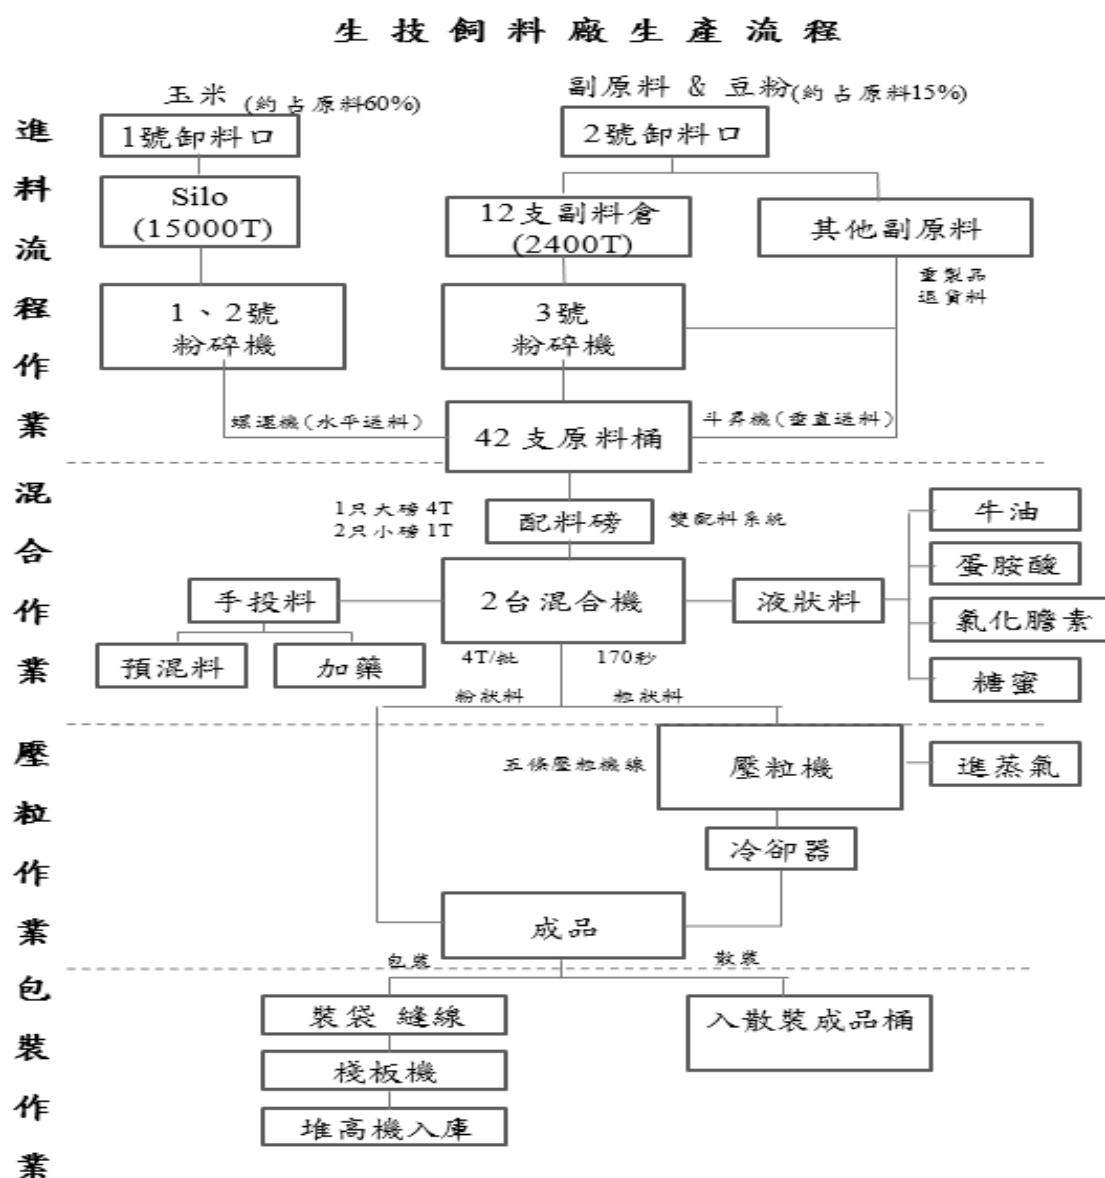 生技飼料廠生產流程
進料流程作業
玉米 (約占原料60%)
副原料 & 豆粉(約占原料15%)
1號卸料口
2號卸料口
Silo
(15000T)
12支副料倉
(2400T)
其他副原料
重製品
退貨料
1、2號
粉碎機
3號
粉碎機
螺運機(水平送料)
42支原料桶
斗昇機(垂直送料)
混合作業
1只大磅 4T
2只小磅 1T
配料磅
雙配料系統
牛油
蛋胺酸
氯化膽素
糖蜜
手投料
2台混合機
液狀料
預混料
加藥
4T/批
170秒
粉狀料
粒狀料
壓粒作業
五條壓粒機線
壓粒機
進蒸氣
冷卻器
成品
包裝作業
包裝
散裝
裝袋 縫線
入散裝成品桶
棧板機
堆高機入庫